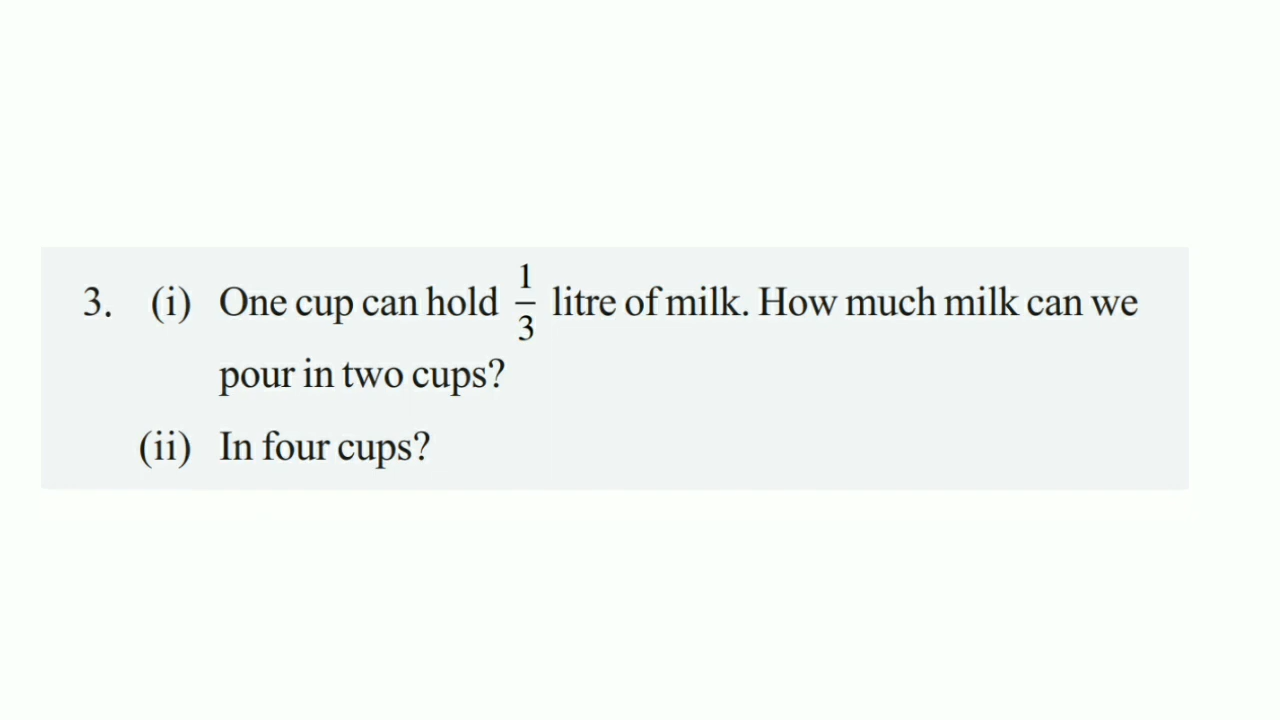 3. (i) One cup can hold 1/3 litre of milk. How much milk can we
pour in two cups?
(ii) In four cups?